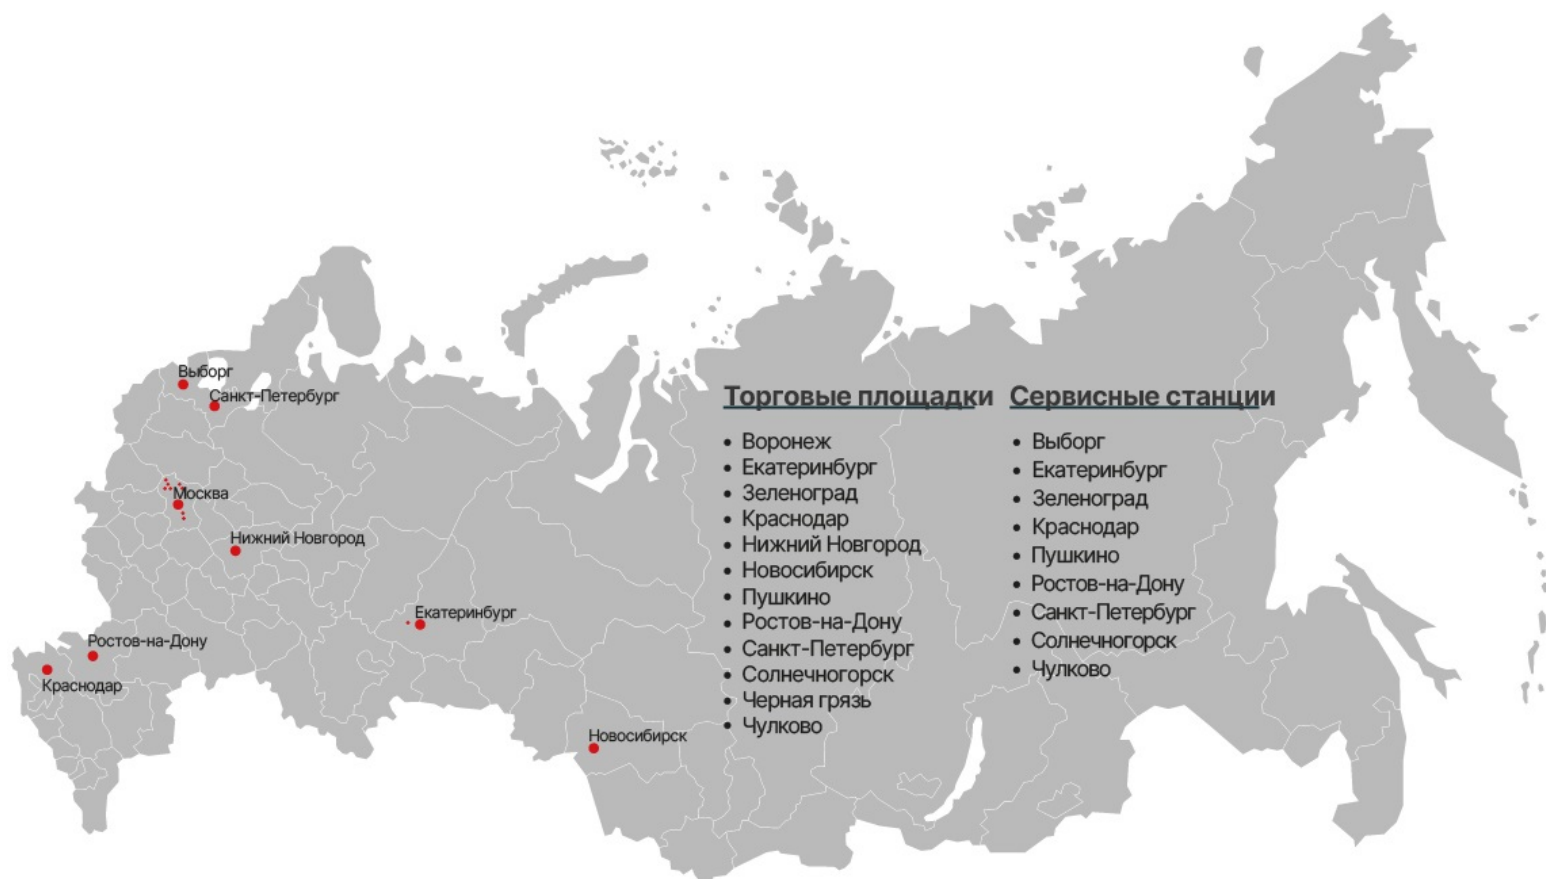 Выборг
Санкт-Петербург
Москва
Нижний Новгород
Екатеринбург
Ростов-на-Дону
Краснодар
Новосибирск
Торговые площадки
• Воронеж
• Екатеринбург
• Зеленоград
• Краснодар
• Нижний Новгород
• Новосибирск
• Пушкино
• Ростов-на-Дону
• Санкт-Петербург
• Солнечногорск
• Черная грязь
• Чулково
Сервисные станции
• Выборг
• Екатеринбург
• Зеленоград
• Краснодар
• Пушкино
• Ростов-на-Дону
• Санкт-Петербург
• Солнечногорск
• Чулково